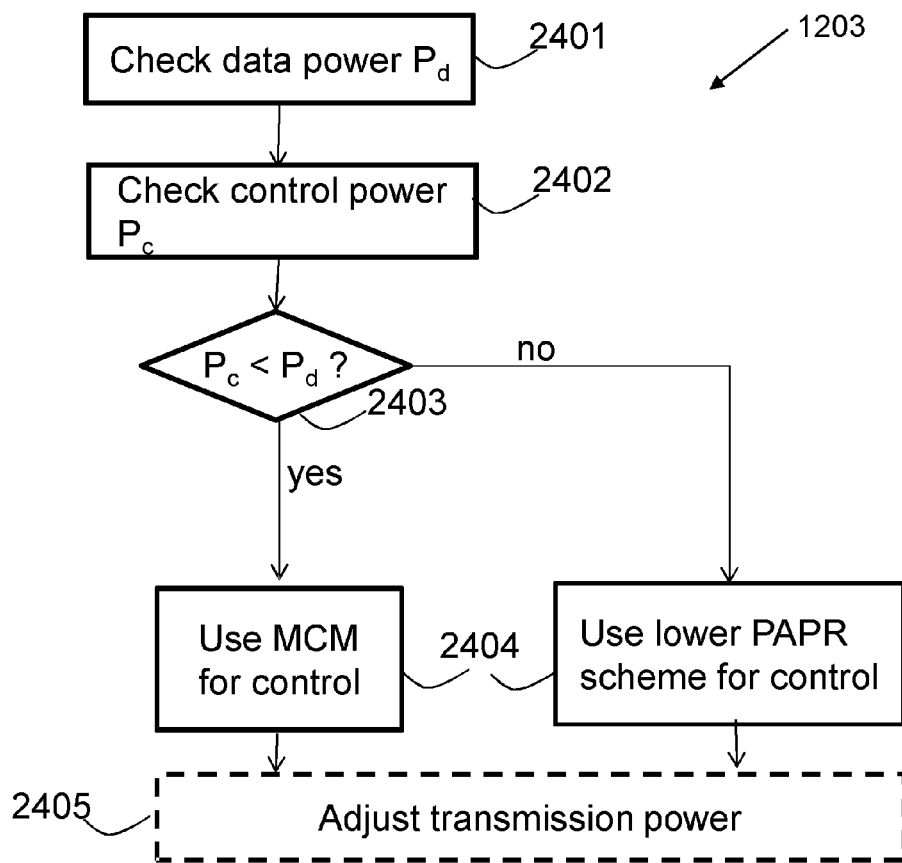 1203
2401
Check data power Pd
2402
Check control power
Pc
Pc < Pd ?
no
2403
yes
Use MCM
for control
2404
Use lower PAPR
scheme for control
2405
Adjust transmission power